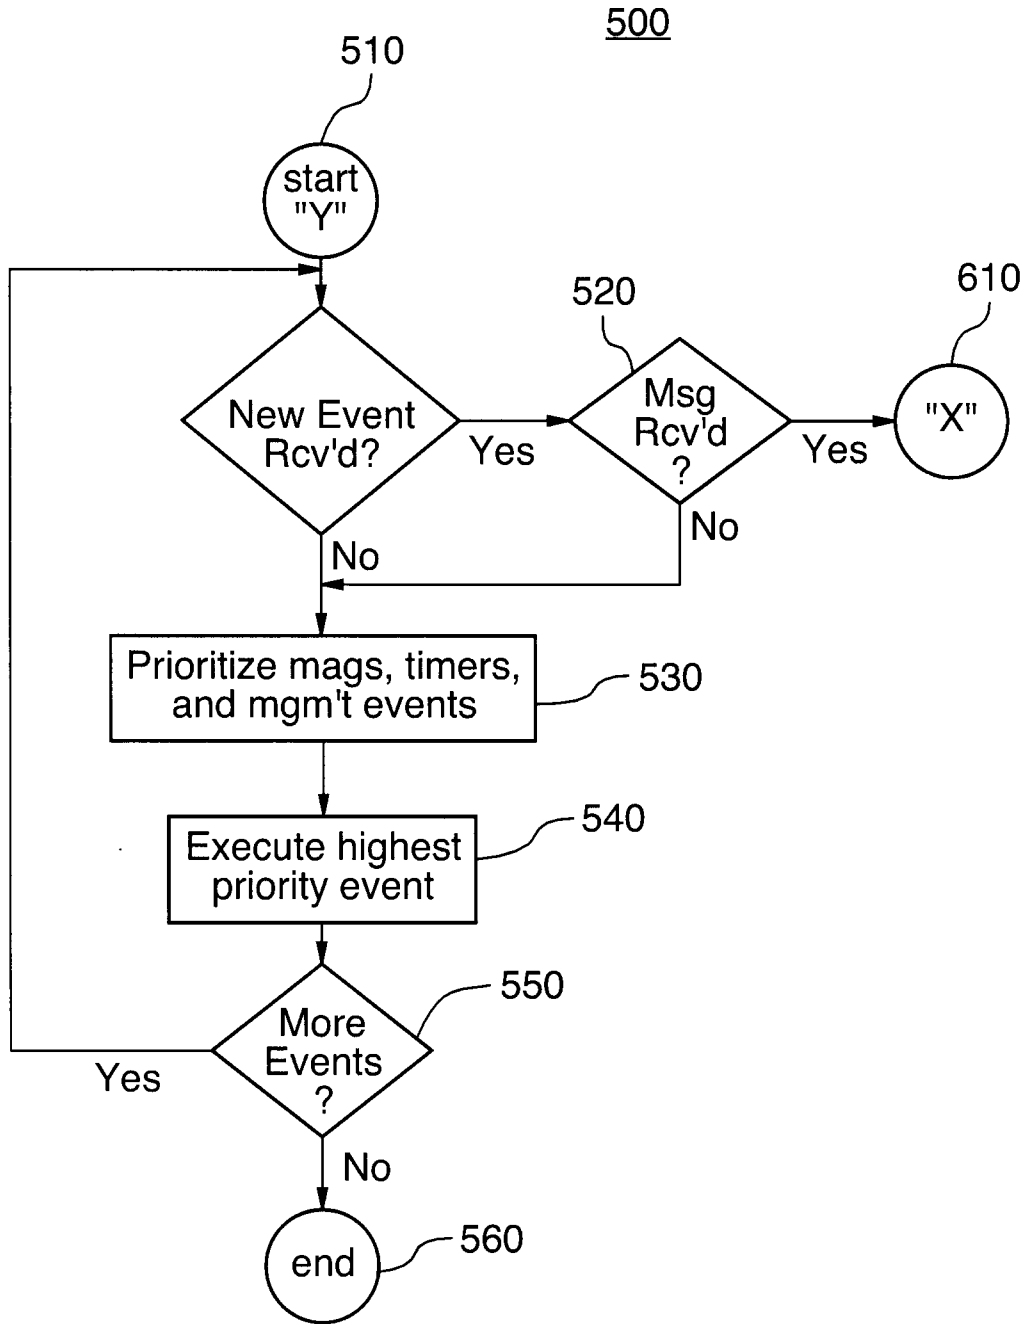 500
510
start
"Y"
520
610
New Event
Rcv'd?
Yes
Msg
Rcv'd
?
Yes
"X"
No
No
Prioritize mags, timers,
and mgm't events
530
Execute highest
priority event
540
550
More
Events
?
Yes
No
end
560